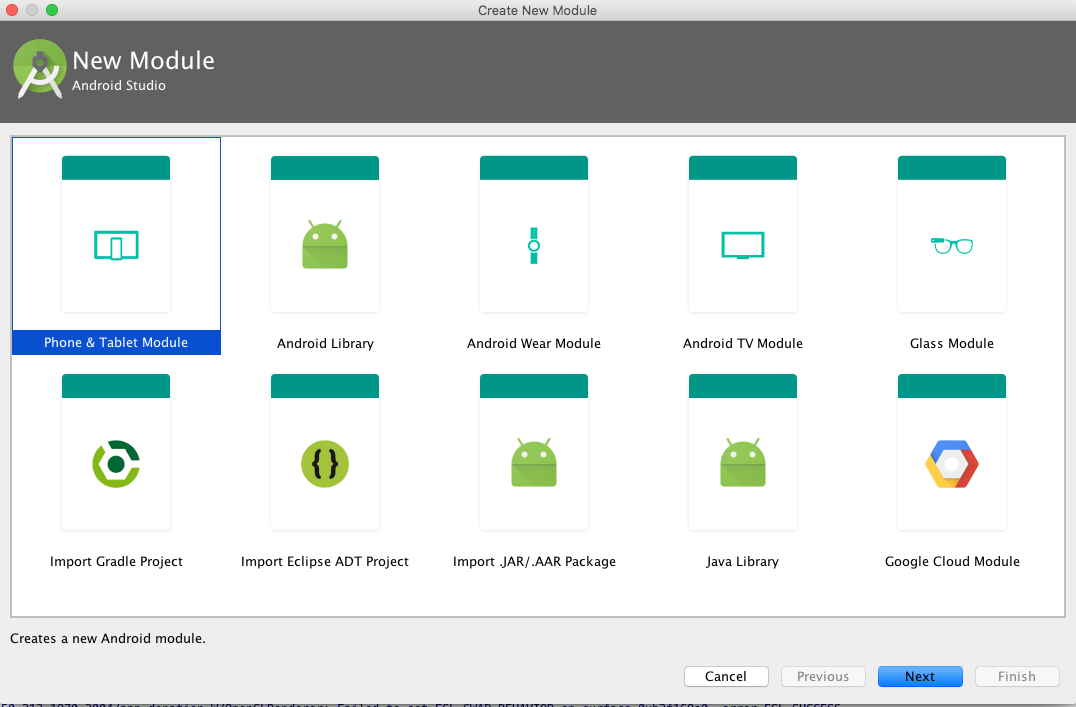 Create New Module
New Module
Android Studio
Phone & Tablet Module
Android Library
Android Wear Module
Android TV Module
Glass Module
Import Gradle Project
Import Eclipse ADT Project
Import .JAR/.AAR Package
Java Library
Google Cloud Module
Creates a new Android module.
Cancel
Previous
Next
Finish